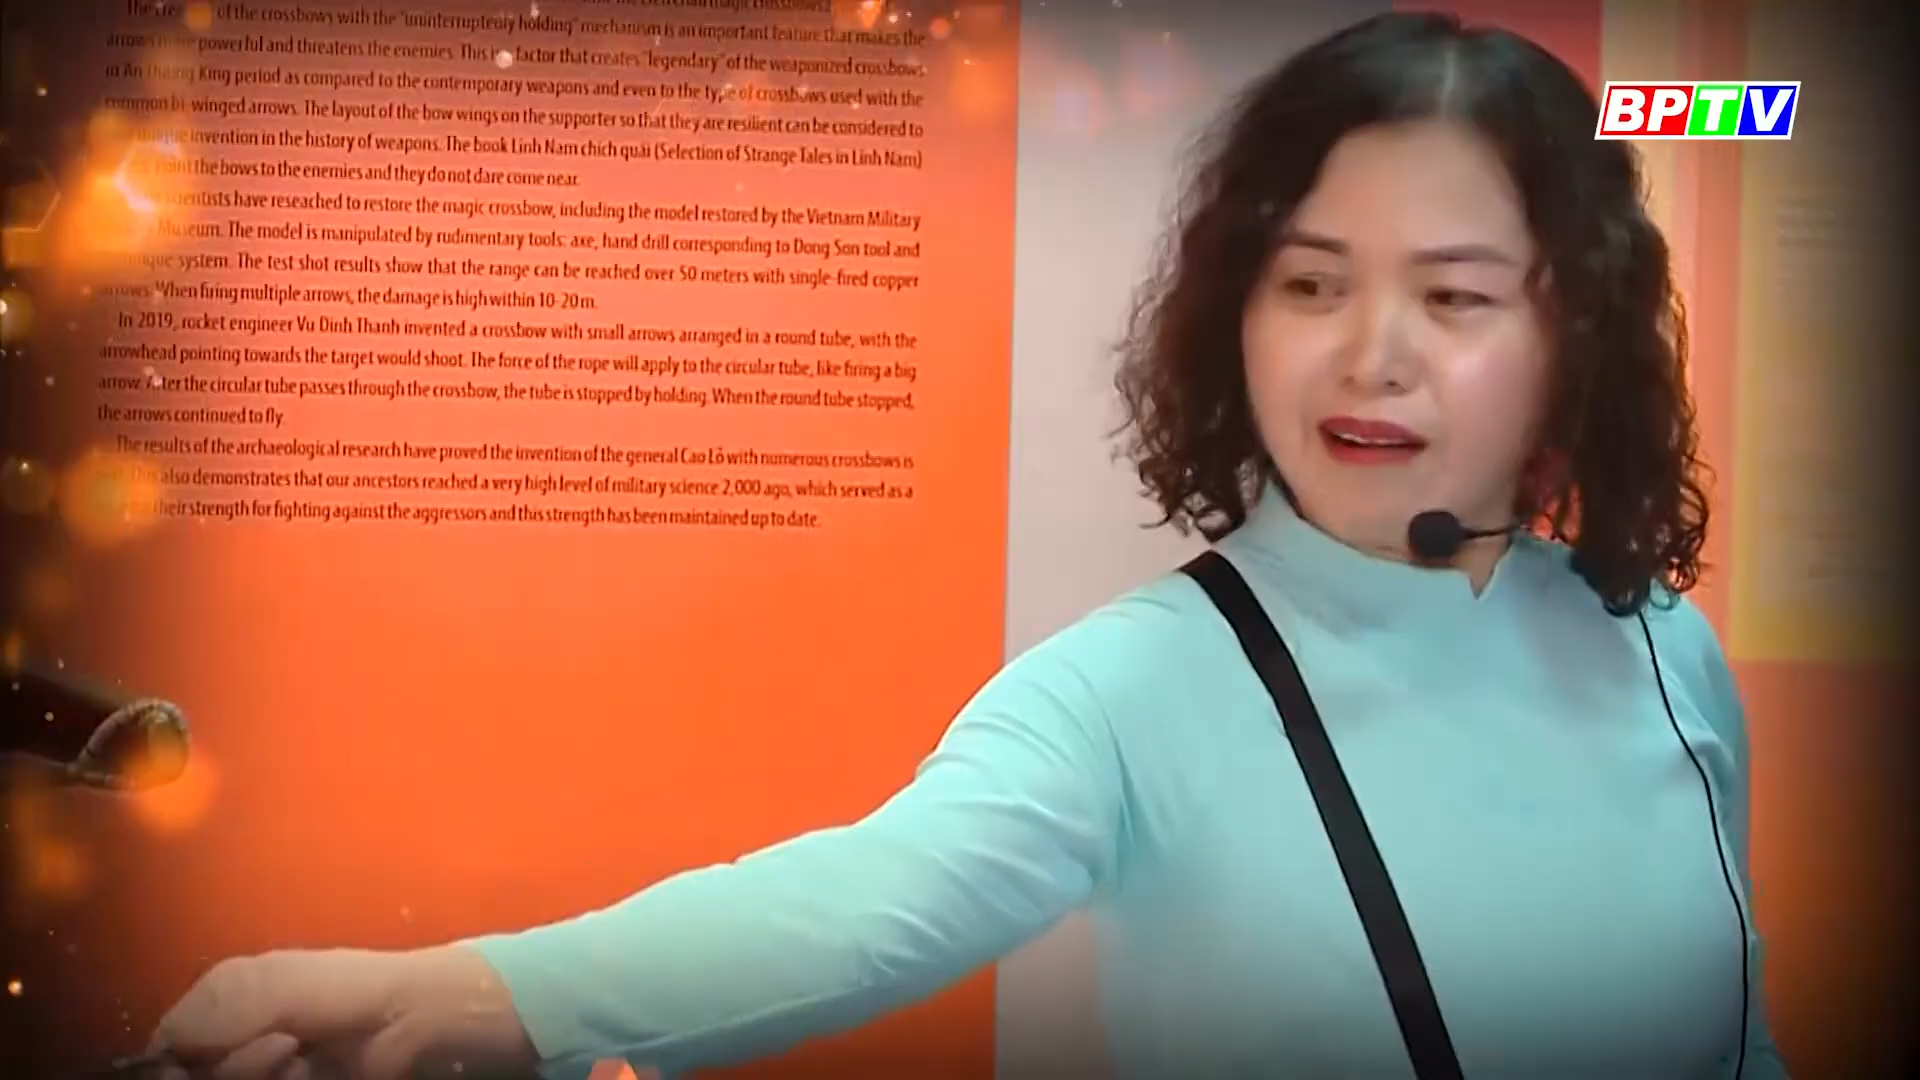 of the crossbows with the "uninterruptedly holding" mechanism is an important feature that makes the
arrows more powerful and threatens the enemies. This is factor that creates "legendary" of the weaponized crossbows
in An Duong King period as compared to the contemporary weapons and even to the type of crossbows used with the
common bi-winged arrows. The layout of the bow wings on the supporter so that they are resilient can be considered to
invention in the history of weapons. The book Linh Nam chich quái (Selection of Strange Tales in Linh Nam)
the bows to the enemies and they do not dare come near.
scientists have reseached to restore the magic crossbow, including the model restored by the Vietnam Military
Museum. The model is manipulated by rudimentary tools: axe, hand drill corresponding to Dong Son tool and
system. The test shot results show that the range can be reached over 50 meters with single-fired copper
arrows. When firing multiple arrows, the damage is high within 10-20 m.
In 2019, rocket engineer Vu Dinh Thanh invented a crossbow with small arrows arranged in a round tube, with the
arrowhead pointing towards the target would shoot. The force of the rope will apply to the circular tube, like firing a big
arrow. After the circular tube passes through the crossbow, the tube is stopped by holding. When the round tube stopped,
the arrows continued to fly.
The results of the archaeological research have proved the invention of the general Cao Lỗ with numerous crossbows is
This also demonstrates that our ancestors reached a very high level of military science 2,000 ago, which served as a
their strength for fighting against the aggressors and this strength has been maintained up to date.
BPTV